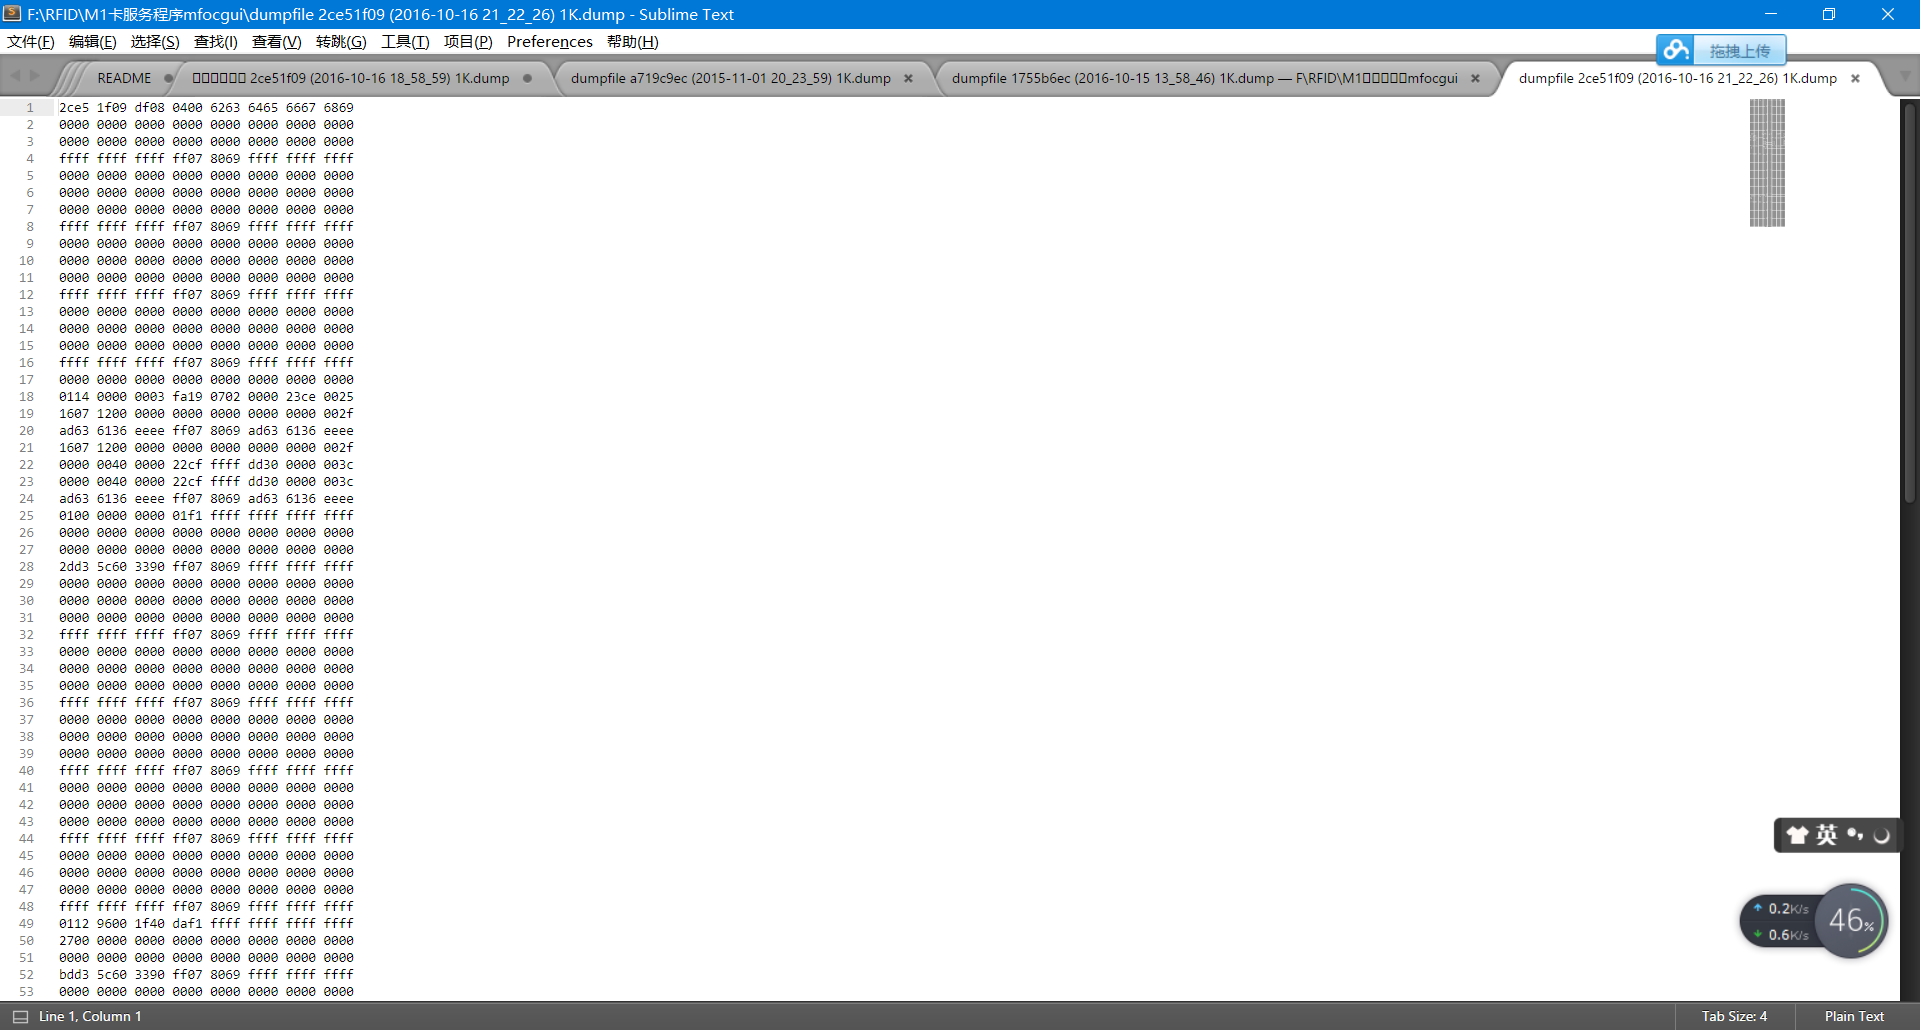 F:\RFID\M1卡服务程序mfocgui\dumpfile 2ce51f09 (2016-10-16 21_22_26) 1K.dump - Sublime Text
文件(F) 编辑(E) 选择(S) 查找(I) 查看(V) 转跳(G) 工具(T) 项目(P) Preferences 帮助(H)
拖拽上传
README
□□□□□□ 2ce51f09 (2016-10-16 18_58_59) 1K.dump
dumpfile a719c9ec (2015-11-01 20_23_59) 1K.dump
dumpfile 1755b6ec (2016-10-15 13_58_46) 1K.dump — F\RFID\M1□□□□□mfocgui
dumpfile 2ce51f09 (2016-10-16 21_22_26) 1K.dump
1 2ce5 1f09 df08 0400 6263 6465 6667 6869
2 0000 0000 0000 0000 0000 0000 0000 0000
3 0000 0000 0000 0000 0000 0000 0000 0000
4 ffff ffff ffff ff07 8069 ffff ffff ffff
5 0000 0000 0000 0000 0000 0000 0000 0000
6 0000 0000 0000 0000 0000 0000 0000 0000
7 0000 0000 0000 0000 0000 0000 0000 0000
8 ffff ffff ffff ff07 8069 ffff ffff ffff
9 0000 0000 0000 0000 0000 0000 0000 0000
10 0000 0000 0000 0000 0000 0000 0000 0000
11 0000 0000 0000 0000 0000 0000 0000 0000
12 ffff ffff ffff ff07 8069 ffff ffff ffff
13 0000 0000 0000 0000 0000 0000 0000 0000
14 0000 0000 0000 0000 0000 0000 0000 0000
15 0000 0000 0000 0000 0000 0000 0000 0000
16 ffff ffff ffff ff07 8069 ffff ffff ffff
17 0000 0000 0000 0000 0000 0000 0000 0000
18 0114 0000 0003 fa19 0702 0000 23ce 0025
19 1607 1200 0000 0000 0000 0000 0000 002f
20 ad63 6136 eeee ff07 8069 ad63 6136 eeee
21 1607 1200 0000 0000 0000 0000 0000 002f
22 0000 0040 0000 22cf ffff dd30 0000 003c
23 0000 0040 0000 22cf ffff dd30 0000 003c
24 ad63 6136 eeee ff07 8069 ad63 6136 eeee
25 0100 0000 0000 01f1 ffff ffff ffff ffff
26 0000 0000 0000 0000 0000 0000 0000 0000
27 0000 0000 0000 0000 0000 0000 0000 0000
28 2dd3 5c60 3390 ff07 8069 ffff ffff ffff
29 0000 0000 0000 0000 0000 0000 0000 0000
30 0000 0000 0000 0000 0000 0000 0000 0000
31 0000 0000 0000 0000 0000 0000 0000 0000
32 ffff ffff ffff ff07 8069 ffff ffff ffff
33 0000 0000 0000 0000 0000 0000 0000 0000
34 0000 0000 0000 0000 0000 0000 0000 0000
35 0000 0000 0000 0000 0000 0000 0000 0000
36 ffff ffff ffff ff07 8069 ffff ffff ffff
37 0000 0000 0000 0000 0000 0000 0000 0000
38 0000 0000 0000 0000 0000 0000 0000 0000
39 0000 0000 0000 0000 0000 0000 0000 0000
40 ffff ffff ffff ff07 8069 ffff ffff ffff
41 0000 0000 0000 0000 0000 0000 0000 0000
42 0000 0000 0000 0000 0000 0000 0000 0000
43 0000 0000 0000 0000 0000 0000 0000 0000
44 ffff ffff ffff ff07 8069 ffff ffff ffff
45 0000 0000 0000 0000 0000 0000 0000 0000
46 0000 0000 0000 0000 0000 0000 0000 0000
47 0000 0000 0000 0000 0000 0000 0000 0000
48 ffff ffff ffff ff07 8069 ffff ffff ffff
49 0112 9600 1f40 daf1 ffff ffff ffff ffff
50 2700 0000 0000 0000 0000 0000 0000 0000
51 0000 0000 0000 0000 0000 0000 0000 0000
52 bdd3 5c60 3390 ff07 8069 ffff ffff ffff
53 0000 0000 0000 0000 0000 0000 0000 0000
英
0.2K/s
0.6K/s
46%
Line 1, Column 1
Tab Size: 4
Plain Text